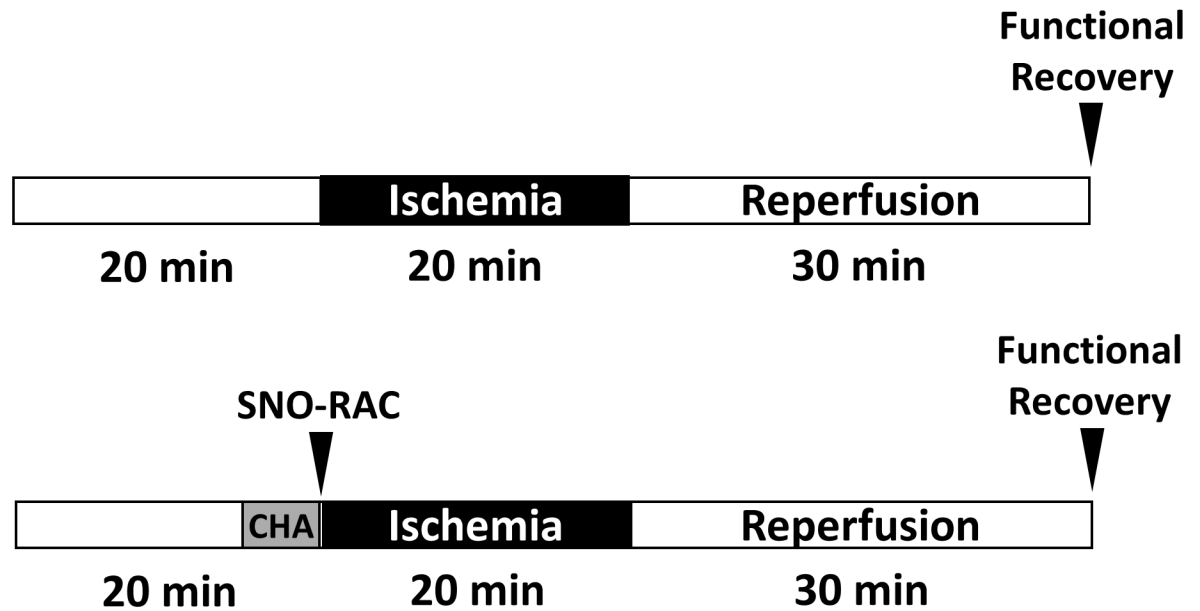 Functional
Recovery
Ischemia
Reperfusion
20 min
20 min
30 min
Functional
Recovery
SNO-RAC
CHA
Ischemia
Reperfusion
20 min
20 min
30 min